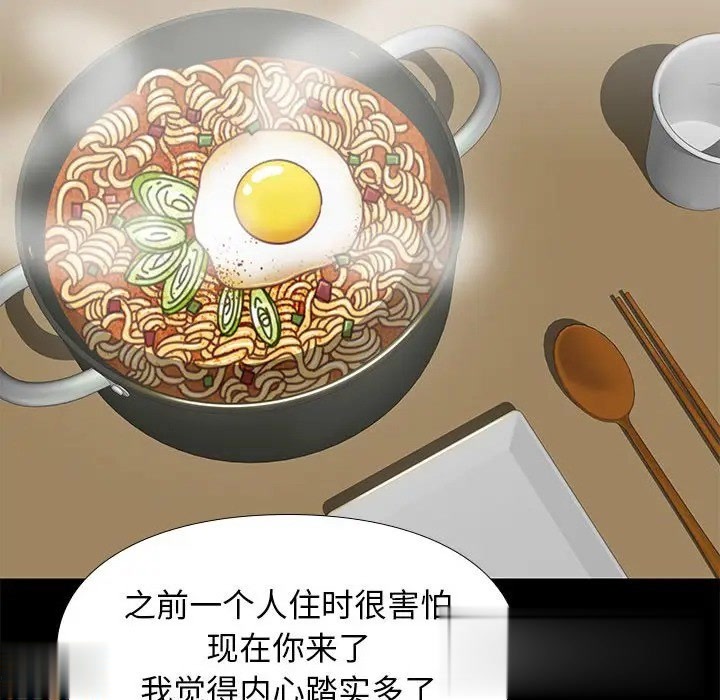 之前一个人住时很害怕
现在你来了
我觉得内心踏实多了